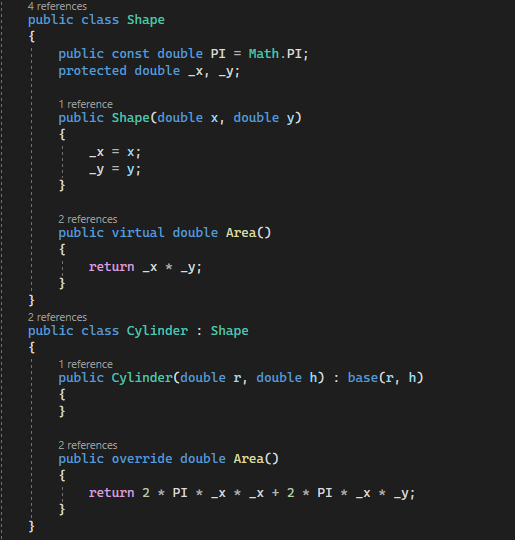 4 references
public class Shape
{
public const double PI = Math.PI;
protected double _x, _y;
1 reference
public Shape(double x, double y)
{
_x = x;
_y = y;
}
2 references
public virtual double Area()
{
return _x * _y;
}
}
2 references
public class Cylinder : Shape
{
1 reference
public Cylinder(double r, double h) : base(r, h)
{
}
2 references
public override double Area()
{
return 2 * PI * _x * _x + 2 * PI * _x * _y;
}
}